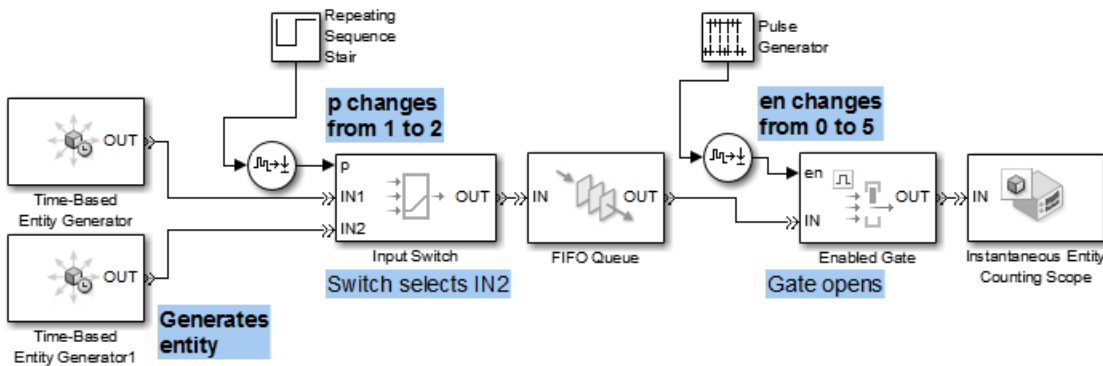 Repeating
Sequence
Stair
Pulse
Generator
p changes
from 1 to 2
en changes
from 0 to 5
OUT
Time-Based
Entity Generator
p
IN1
IN2
OUT
Input Switch
Switch selects IN2
IN
OUT
FIFO Queue
en
IN
OUT
Enabled Gate
Gate opens
IN
Instantaneous Entity
Counting Scope
OUT
Time-Based
Entity Generator1
Generates
entity